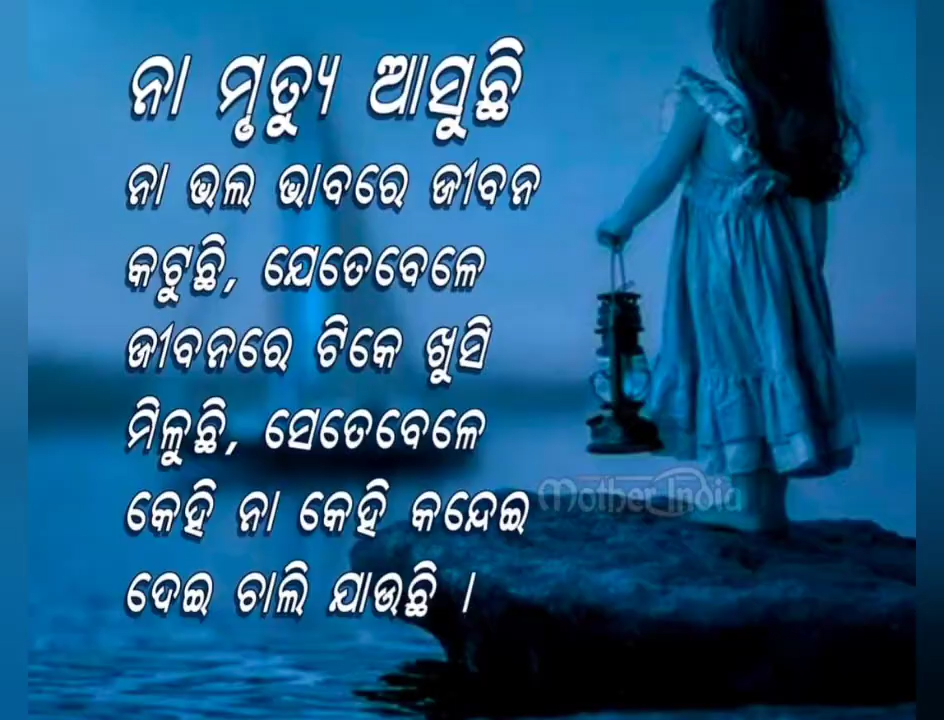 ନା ମୃତ୍ୟୁ ଆସୁଛି
ନା ଭଲ ଭାବରେ ଜୀବନ
କଟୁଛି, ଯେତେବେଳେ
ଜୀବନରେ ଟିକେ ଖୁସି
ମିଳୁଛି, ସେତେବେଳେ
କେହି ନା କେହି କନ୍ଦେଇ
ଦେଇ ଚାଲି ଯାଉଛି ।
Mother India